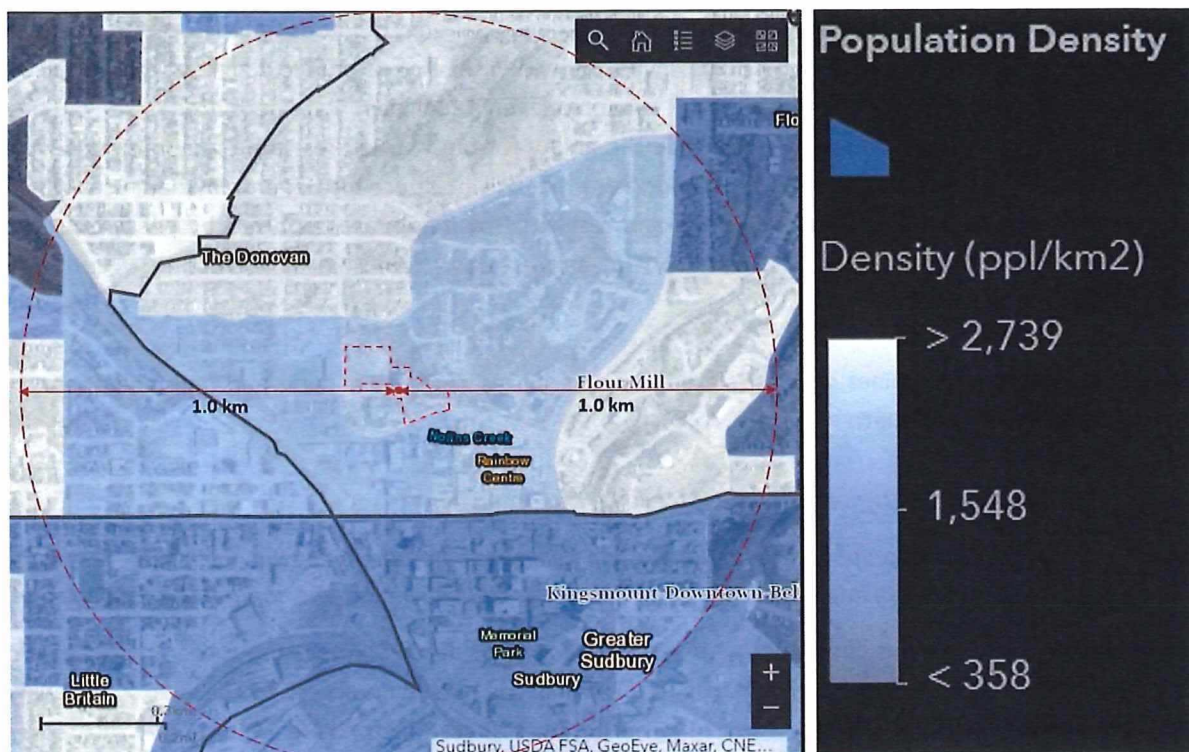 Flo
The Donovan
Flour Mill
1.0 km
1.0 km
Nolins Creek
Rainbow
Centre
Kingsmount Downtown Bel
Memorial
Park
Greater
Sudbury
Sudbury
Little
Britain
+
−
Sudbury, USDA FSA, GeoEye, Maxar, CNE...
Population Density
Density (ppl/km2)
> 2,739
1,548
< 358